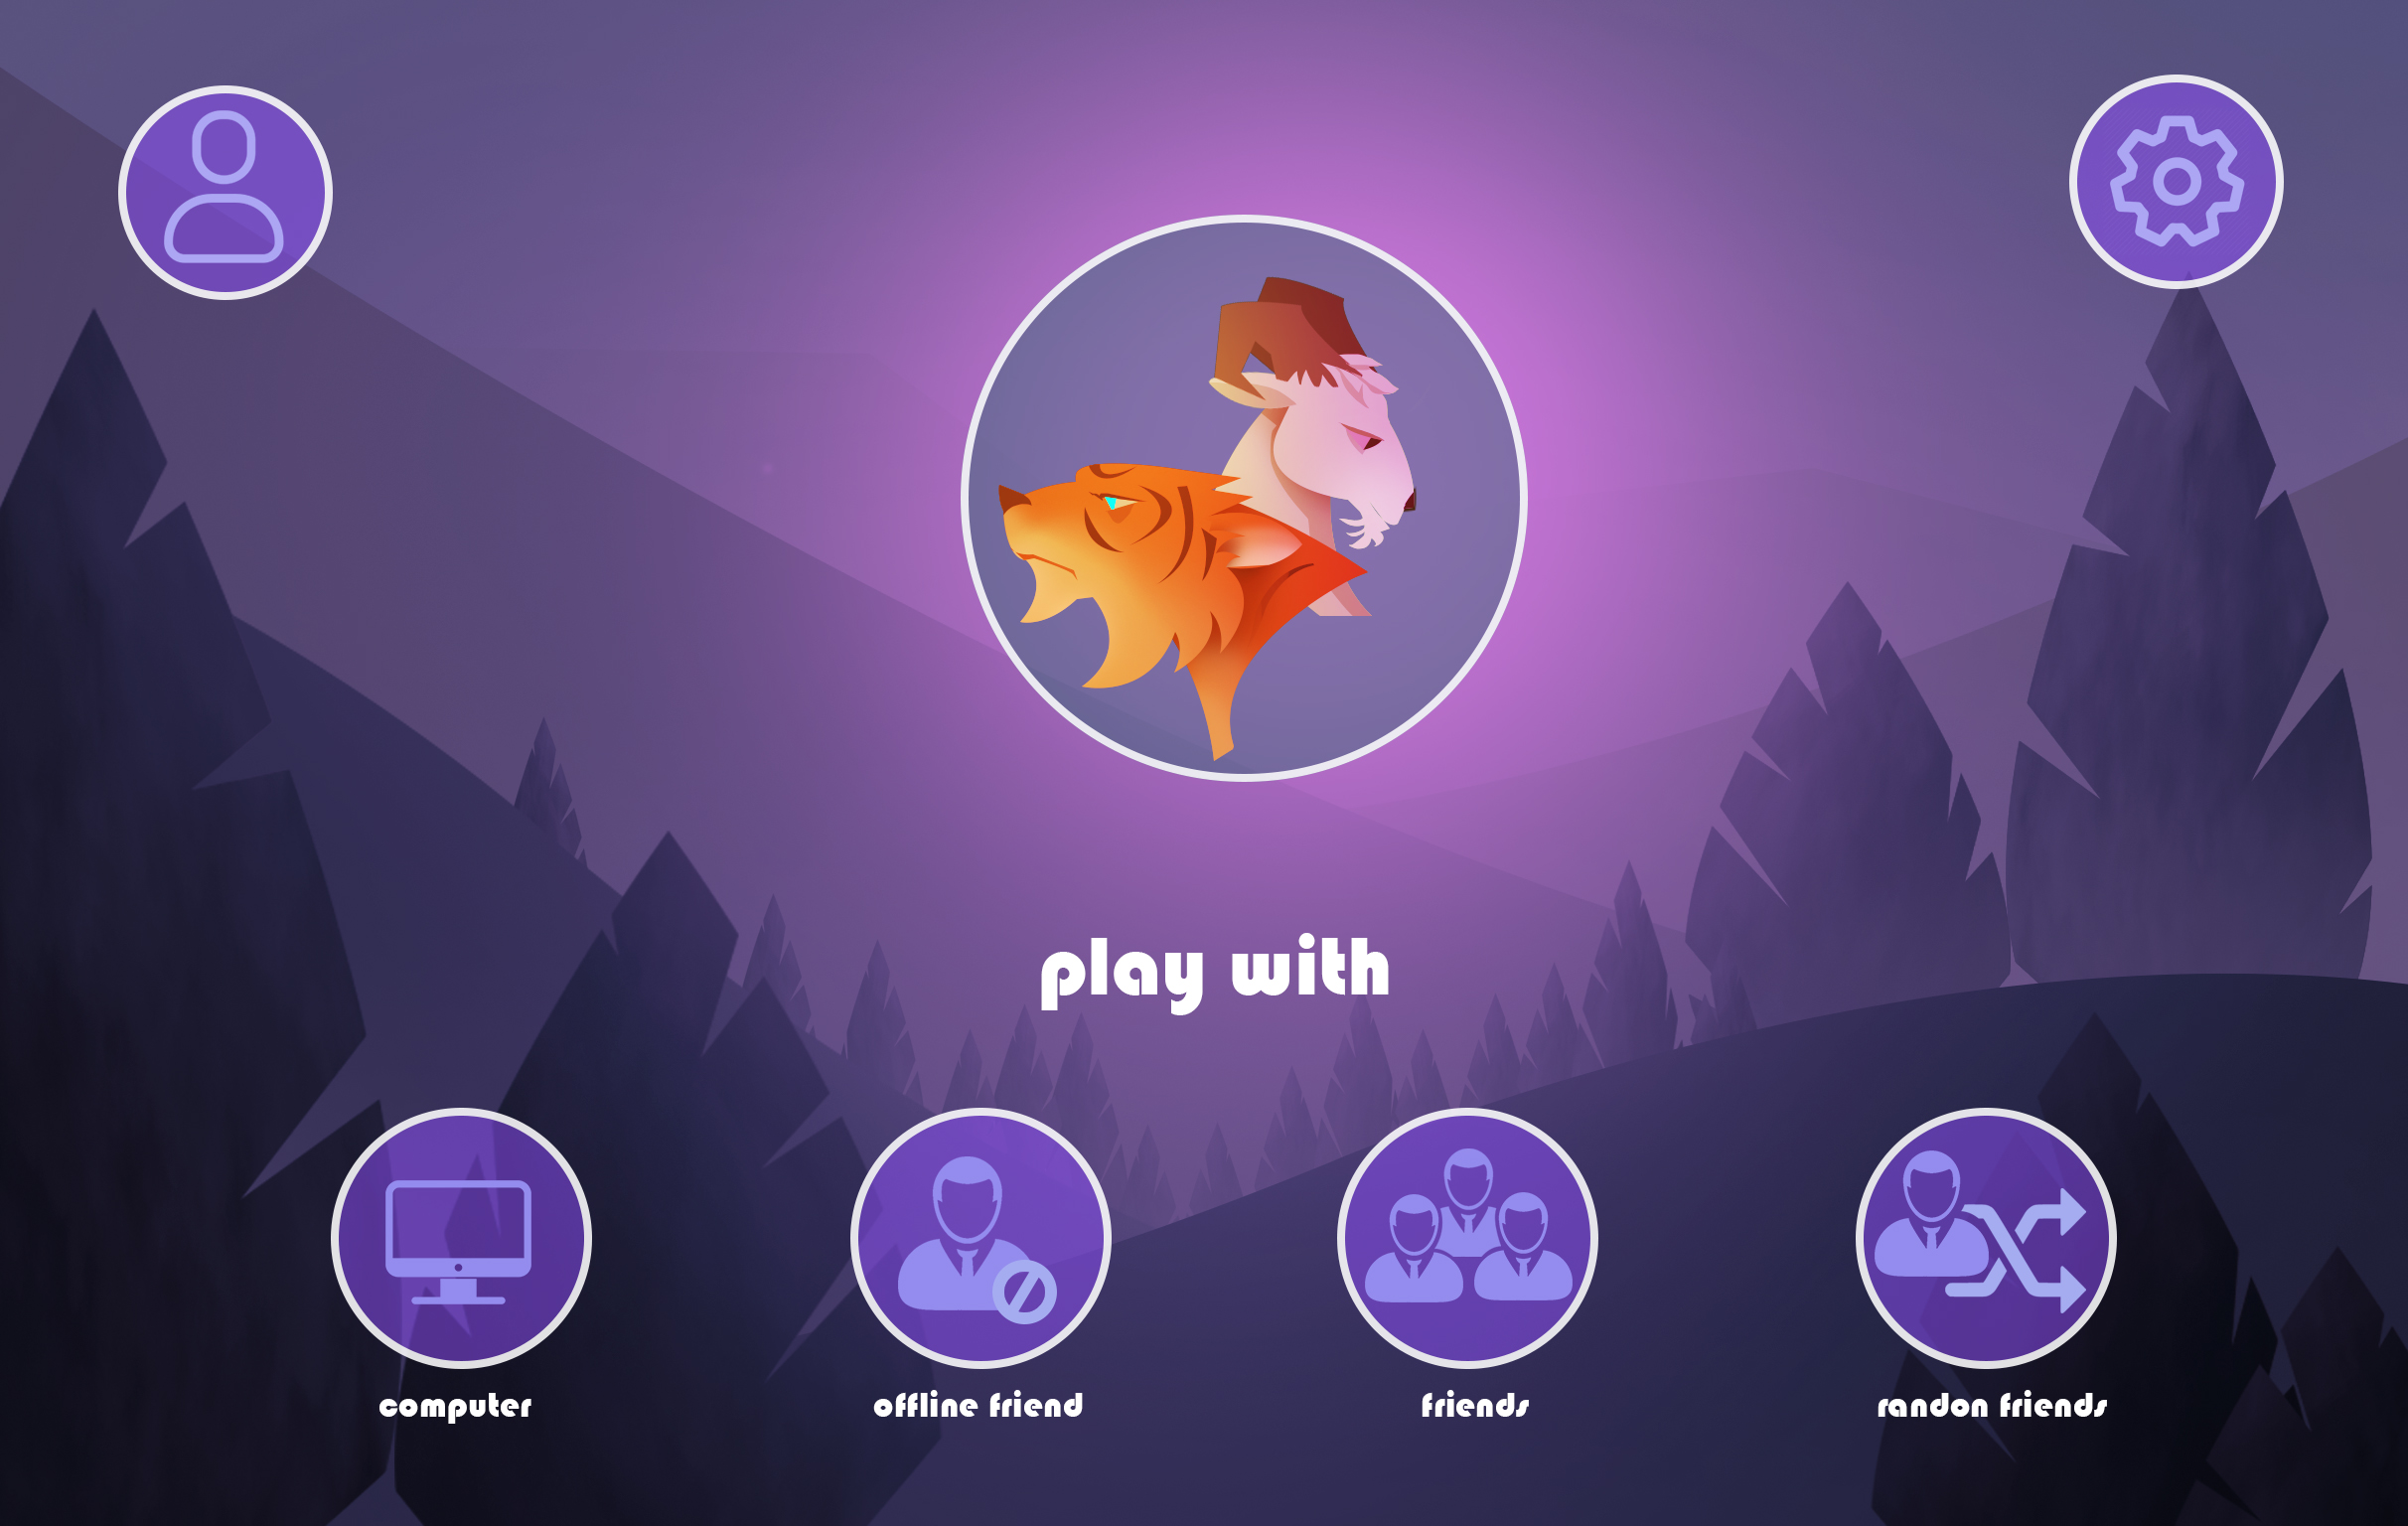 play with
computer
offline friend
friends
randon friends